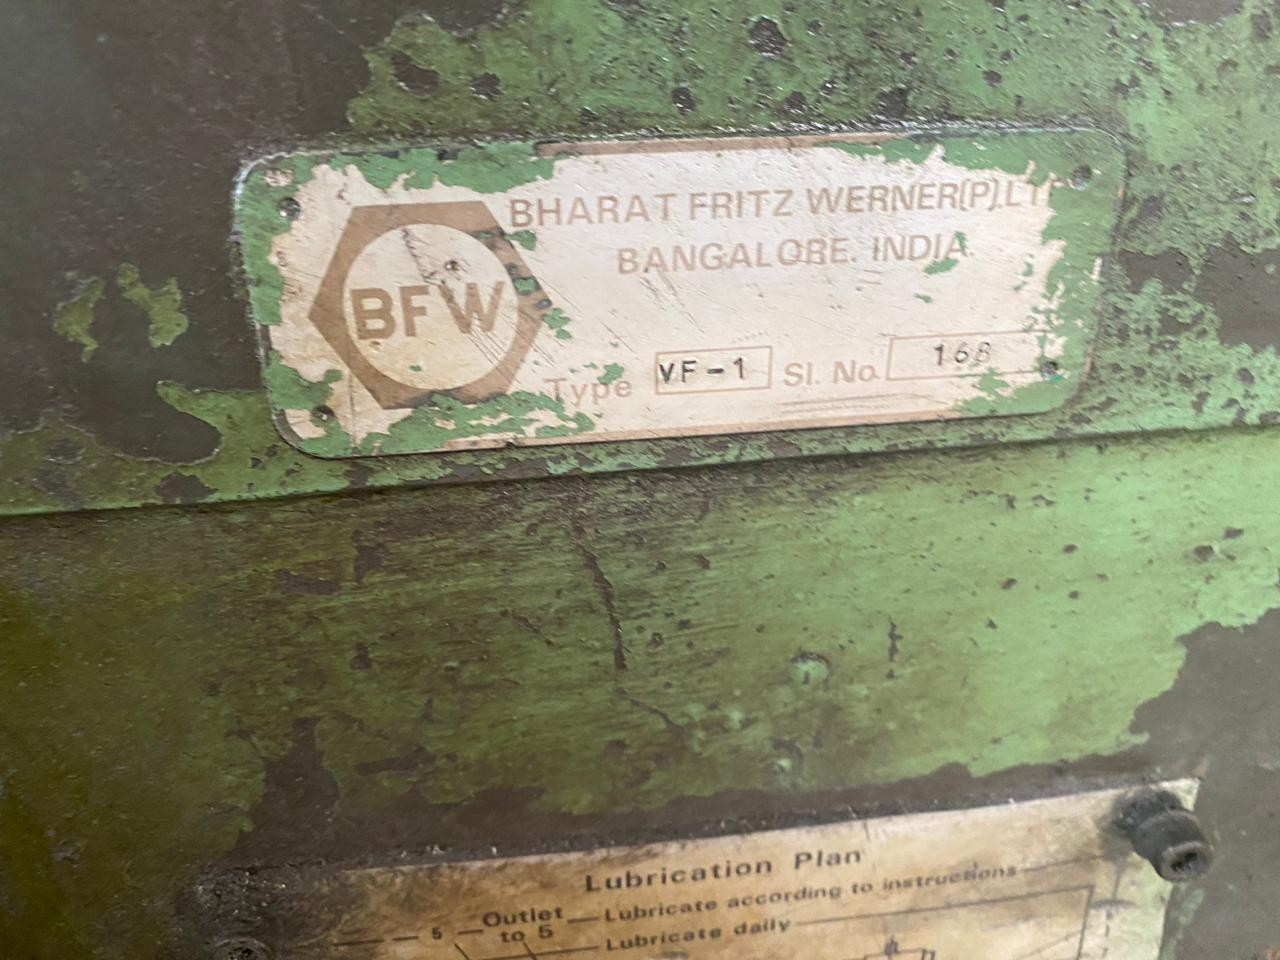 BHARAT FRITZ WERNER(P).LT
BANGALORE. INDIA.
BFW
Type VF-1 Sl. No. 168
Lubrication Plan
5 Outlet to 5
Lubricate according to instructions
Lubricate daily